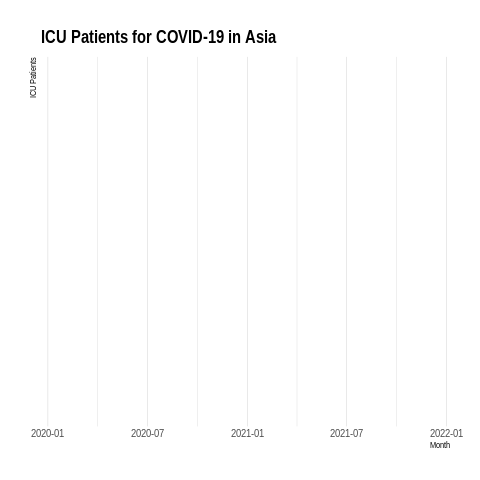 ICU Patients for COVID-19 in Asia
ICU Patients
2020-01 2020-07 2021-01 2021-07 2022-01
Month